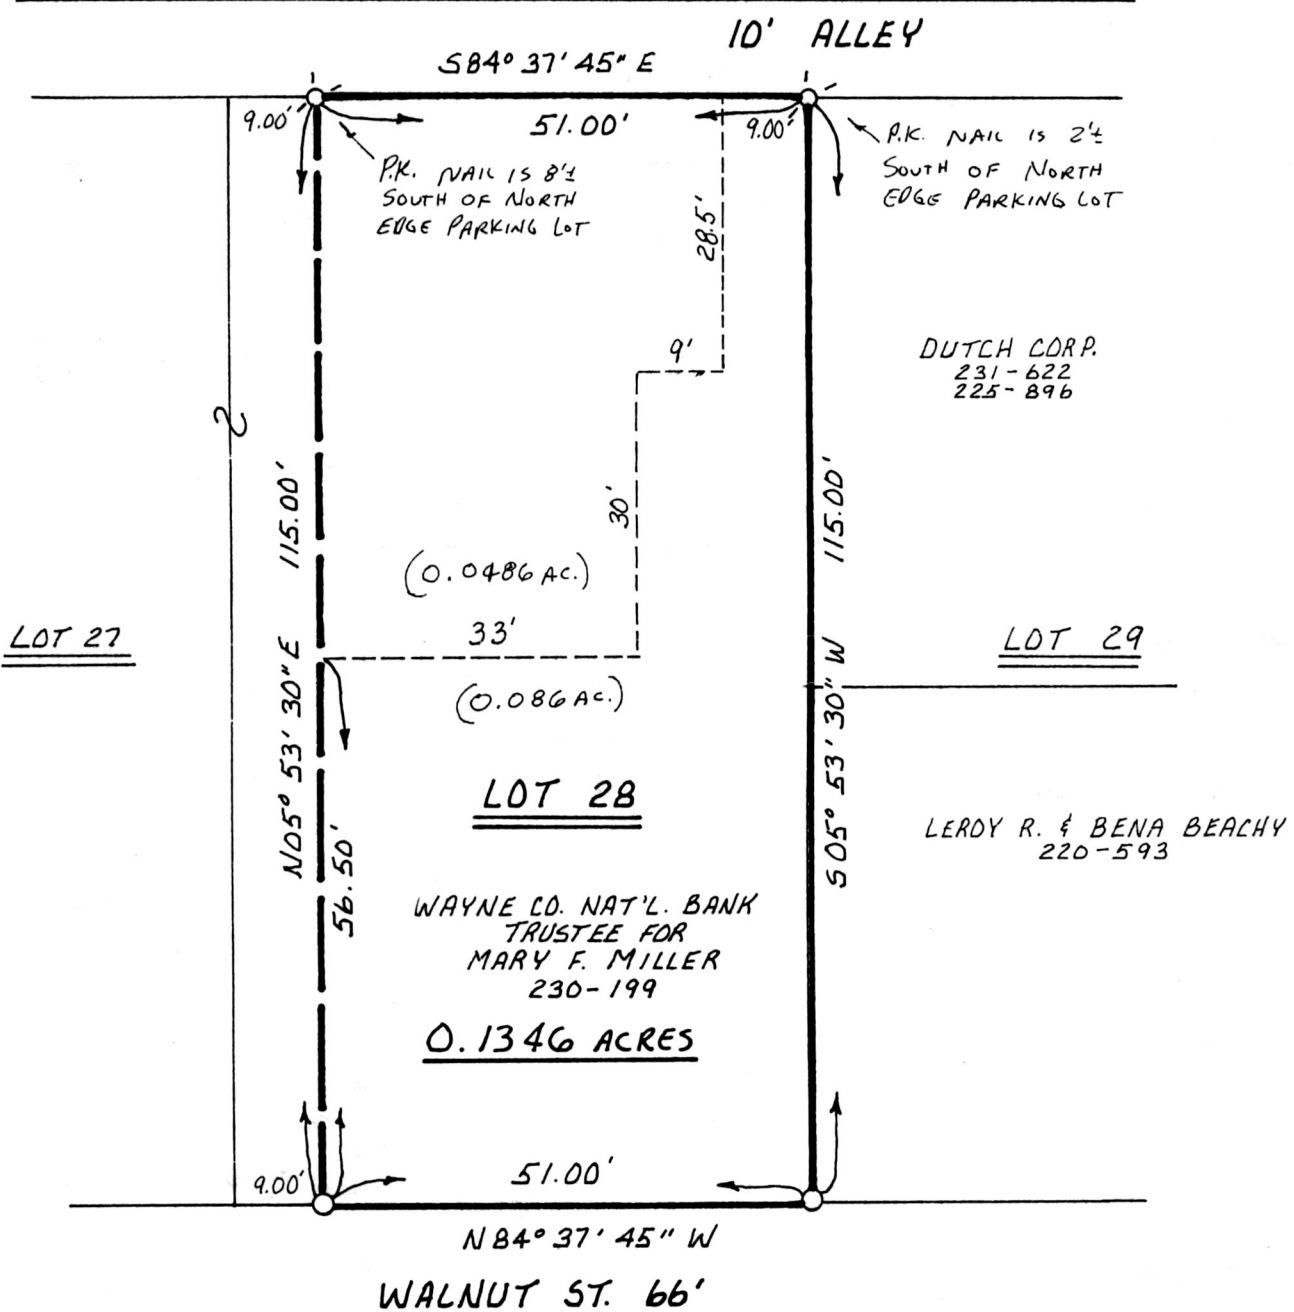 10' ALLEY
S84° 37' 45" E
9.00'
51.00'
9.00'
P.K. NAIL IS 8'±
SOUTH OF NORTH
EDGE PARKING LOT
P.K. NAIL IS 2'±
SOUTH OF NORTH
EDGE PARKING LOT
28.5'
9'
DUTCH CORP.
231-622
225-896
N05° 53' 30" E 115.00'
30'
S05° 53' 30" W 115.00'
(0.0486 AC.)
33'
LOT 27
LOT 29
(0.086 AC.)
LOT 28
56.50'
LEROY R. & BENA BEACHY
220-593
WAYNE CO. NAT'L. BANK
TRUSTEE FOR
MARY F. MILLER
230-199
0.1346 ACRES
9.00'
51.00'
N84° 37' 45" W
WALNUT ST. 66'